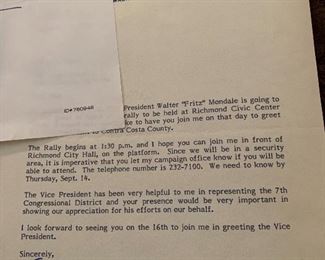 ID#760948
President Walter "Fritz" Mondale is going to
rally to be held at Richmond Civic Center
to have you join me on that day to greet
to Contra Costa County.
The Rally begins at 1:30 p.m. and I hope you can join me in front of
Richmond City Hall, on the platform. Since we will be in a security
area, it is imperative that you let my campaign office know if you will be
able to attend. The telephone number is 232-7100. We need to know by
Thursday, Sept. 14.
The Vice President has been very helpful to me in representing the 7th
Congressional District and your presence would be very important in
showing our appreciation for his efforts on our behalf.
I look forward to seeing you on the 16th to join me in greeting the Vice
President.
Sincerely,